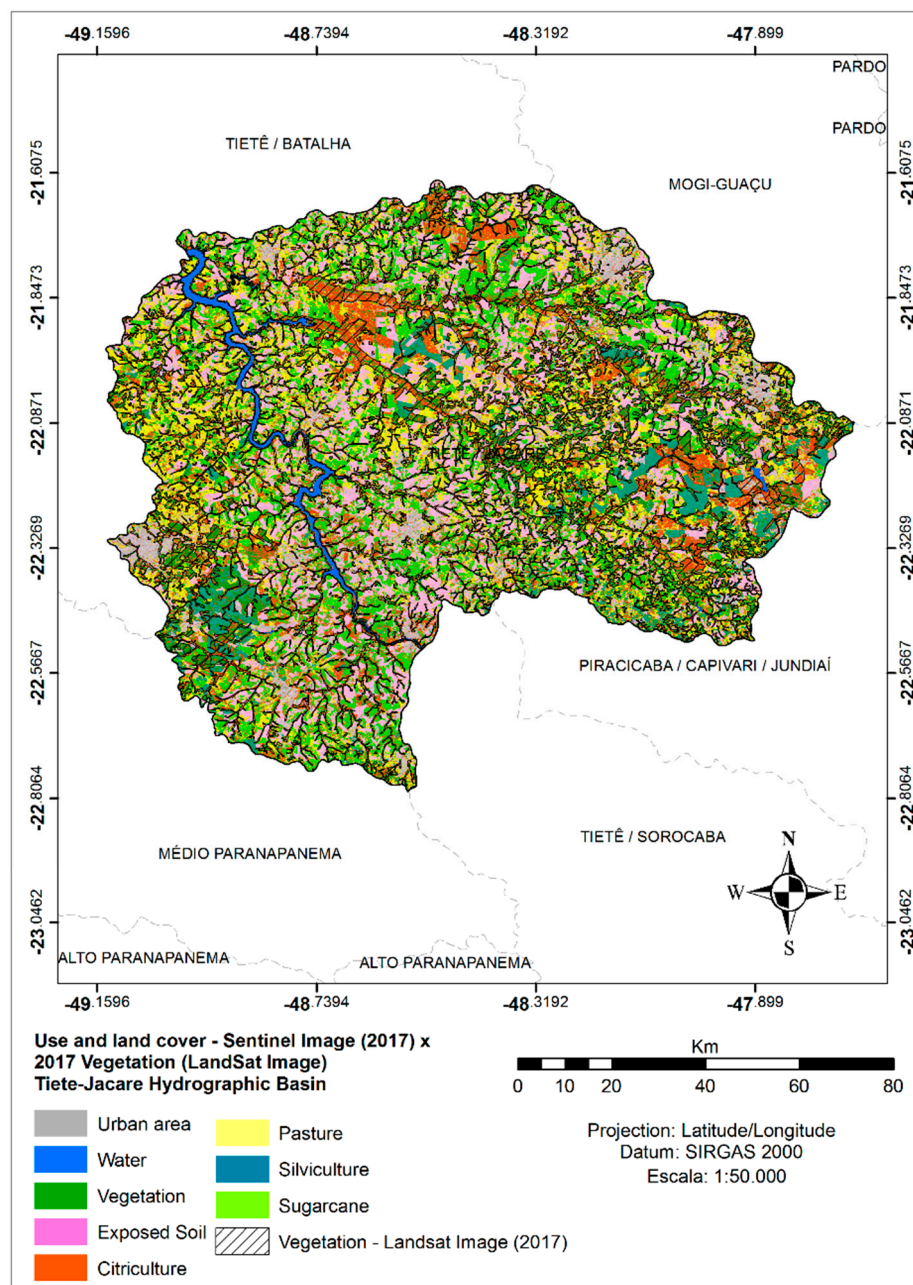 -49.1596 -48.7394 -48.3192 -47.899
PARDO
PARDO
TIETÊ / BATALHA
MOGI-GUAÇU
-21.6075 -21.6075
-21.8473 -21.8473
-22.0871 -22.0871
TIETÊ / JACARÉ
-22.3269 -22.3269
-22.5667 -22.5667
PIRACICABA / CAPIVARI / JUNDIAÍ
-22.8064 -22.8064
TIETÊ / SOROCABA
MÉDIO PARANAPANEMA
N
W E
S
-23.0462 -23.0462
ALTO PARANAPANEMA
ALTO PARANAPANEMA
-49.1596 -48.7394 -48.3192 -47.899
Use and land cover - Sentinel Image (2017) x
2017 Vegetation (LandSat Image)
Tiete-Jacare Hydrographic Basin
Urban area
Water
Vegetation
Exposed Soil
Citriculture
Pasture
Silviculture
Sugarcane
Vegetation - Landsat Image (2017)
Km
0 10 20 40 60 80
Projection: Latitude/Longitude
Datum: SIRGAS 2000
Escala: 1:50.000